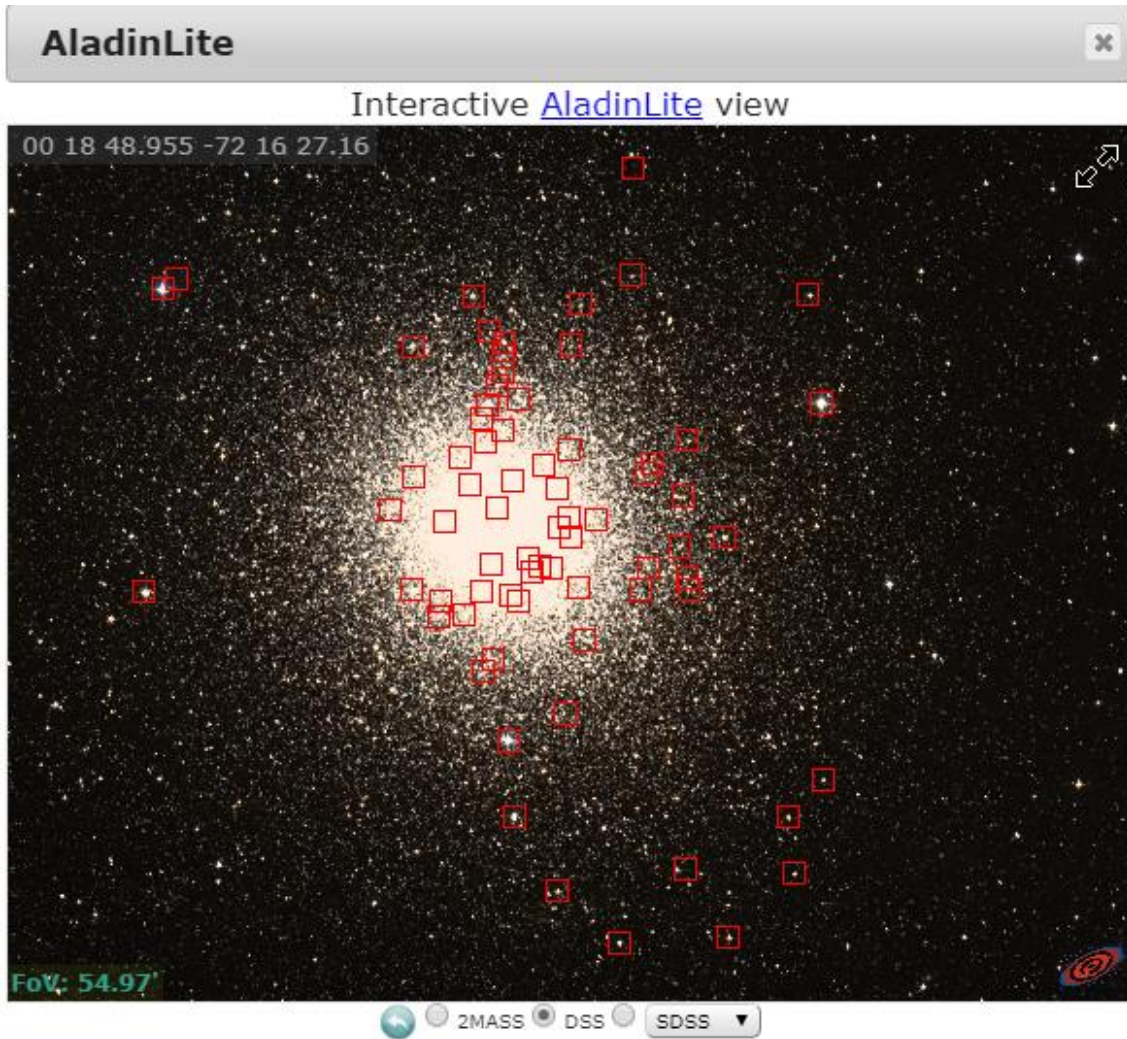 AladinLite
Interactive AladinLite view
00 18 48.955 -72 16 27.16
FoV: 54.97'
2MASS DSS SDSS